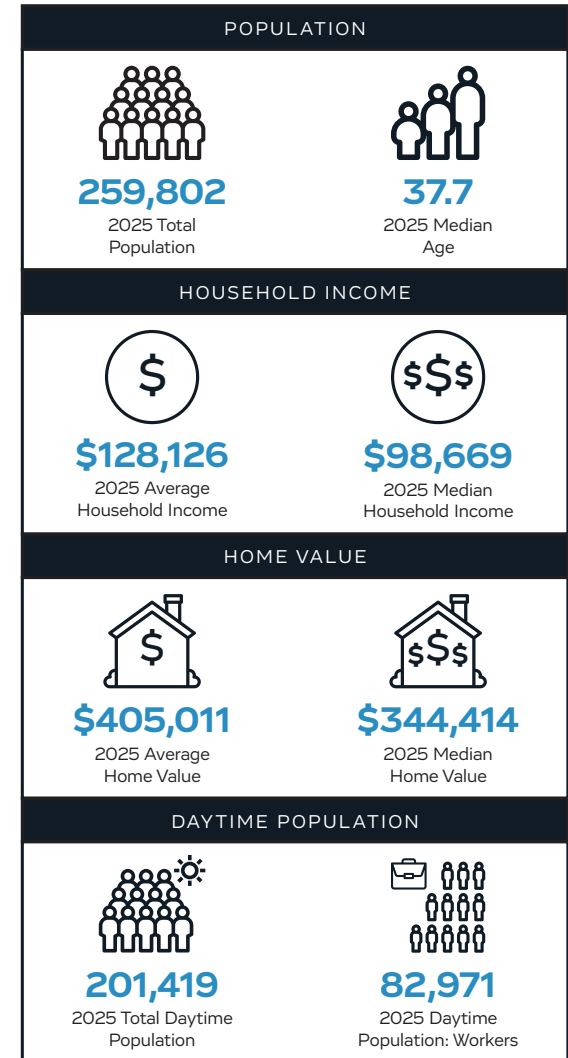 POPULATION
259,802
2025 Total
Population
37.7
2025 Median
Age
HOUSEHOLD INCOME
$
$128,126
2025 Average
Household Income
$$$
$98,669
2025 Median
Household Income
HOME VALUE
$
$405,011
2025 Average
Home Value
$$$
$344,414
2025 Median
Home Value
DAYTIME POPULATION
201,419
2025 Total Daytime
Population
82,971
2025 Daytime
Population: Workers